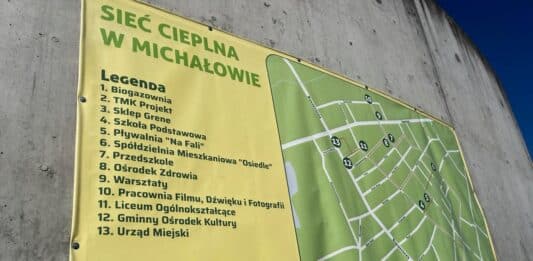 SIEĆ CIEPLNA
W MICHAŁOWIE
Legenda
1. Biogazownia
2. TMK Projekt
3. Sklep Grene
4. Szkoła Podstawowa
5. Pływalnia "Na Fali"
6. Spółdzielnia Mieszkaniowa "Osiedle"
7. Przedszkole
8. Ośrodek Zdrowia
9. Warsztaty
10. Pracownia Filmu, Dźwięku i Fotografii
11. Liceum Ogólnokształcące
12. Gminny Ośrodek Kultury
13. Urząd Miejski